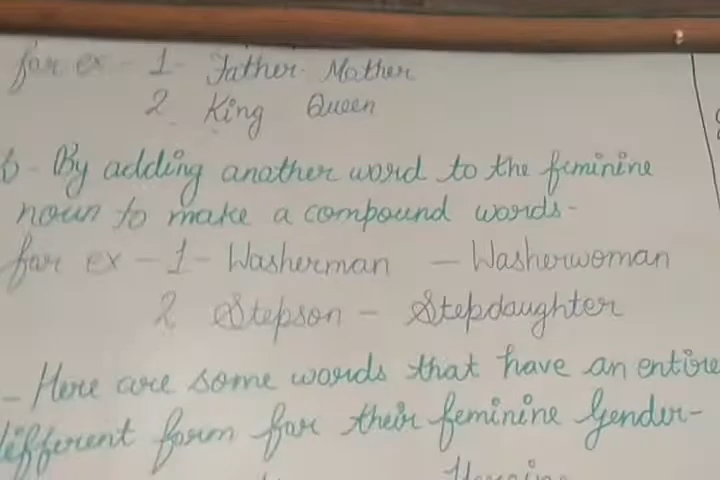 for ex - 1- Father- Mother
2 King Queen
b- By adding another word to the feminine
noun to make a compound words-
for ex - 1- Washerman - Washerwoman
2 Stepson - Stepdaughter
- Here are some words that have an entire
different form for their feminine Gender-